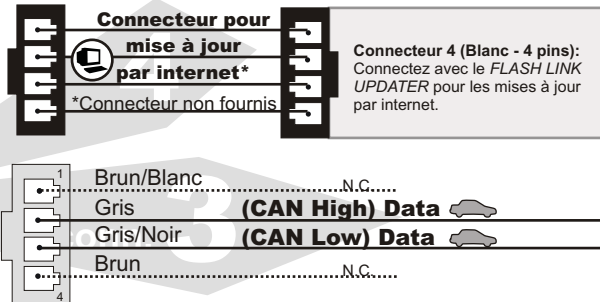 Connecteur pour
mise à jour
par internet*
*Connecteur non fournis
4
Connecteur 4 (Blanc - 4 pins):
Connectez avec le FLASH LINK
UPDATER pour les mises à jour
par internet.
1
Brun/Blanc
N.C.
Gris
(CAN High) Data
Gris/Noir
(CAN Low) Data
Brun
N.C.
4
3